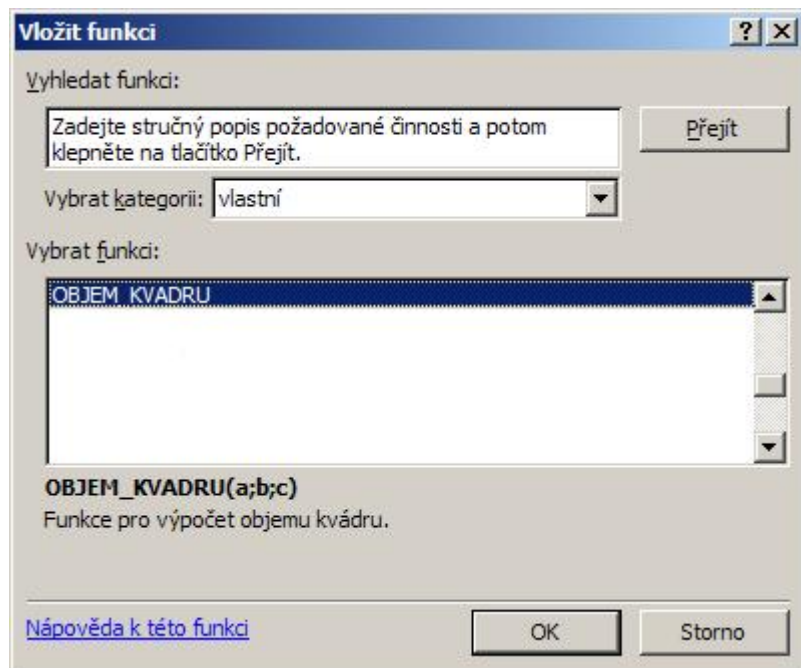 Vložit funkci
Vyhledat funkci:
Zadejte stručný popis požadované činnosti a potom
klepněte na tlačítko Přejít.
Přejít
Vybrat kategorii: vlastní
Vybrat funkci:
OBJEM_KVADRU
OBJEM_KVADRU(a;b;c)
Funkce pro výpočet objemu kvádru.
Nápověda k této funkci
OK
Storno